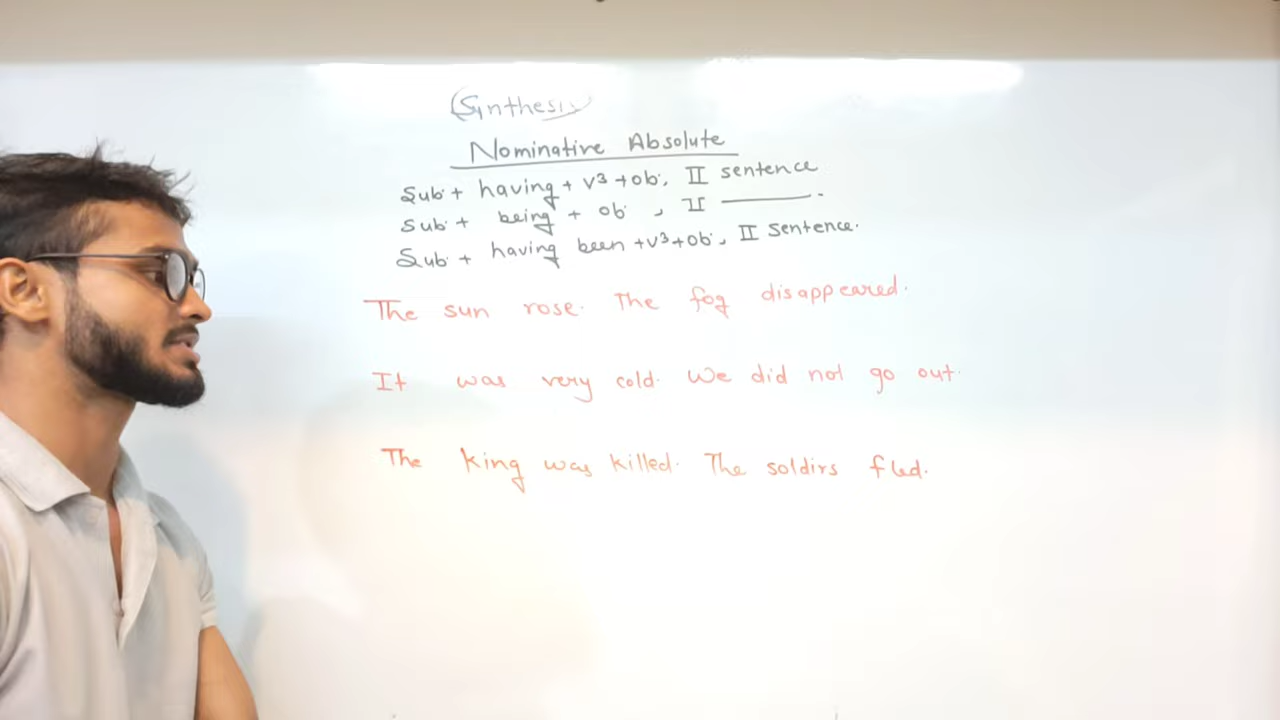 (Synthesis)
Nominative Absolute
Sub + having + V³ + ob, II sentence
Sub + being + ob , II ———.
Sub + having been + V³ + ob, II Sentence.
The sun rose. The fog disappeared.
It was very cold. We did not go out.
The king was killed. The soldirs fled.